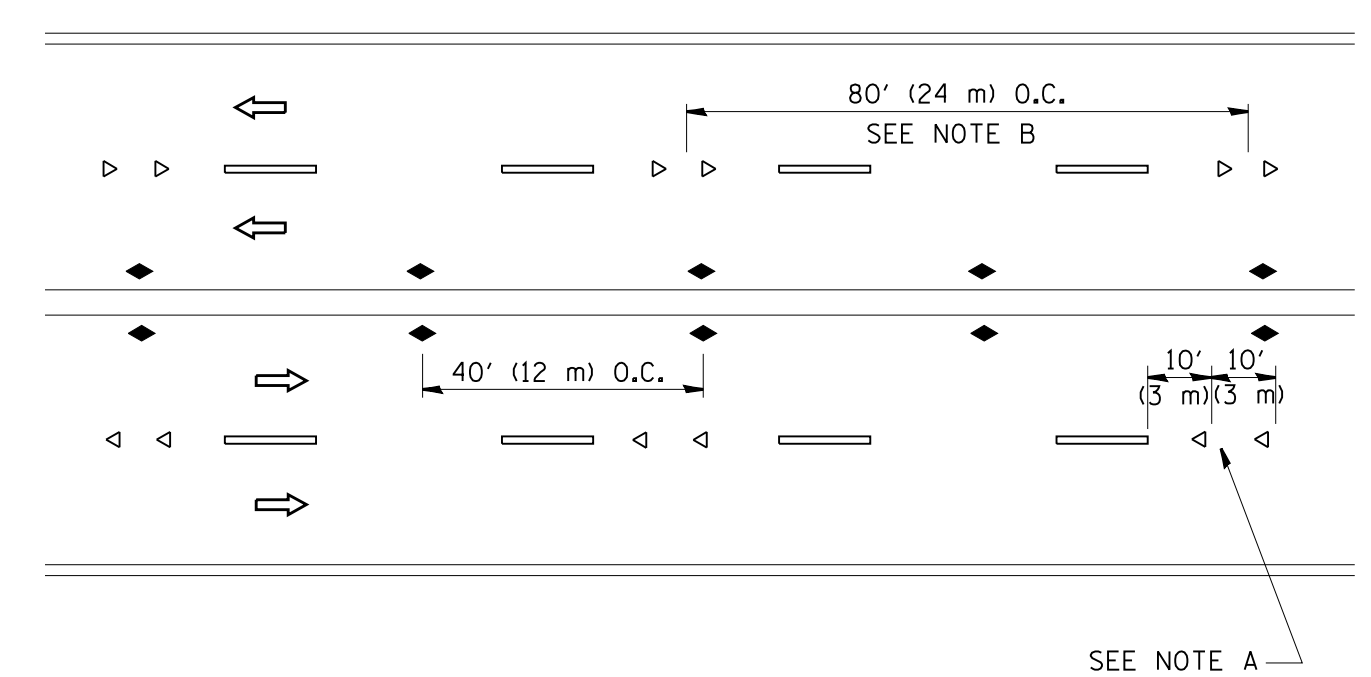 80' (24 m) O.C.
SEE NOTE B
40' (12 m) O.C.
10' 10'
(3 m) (3 m)
SEE NOTE A